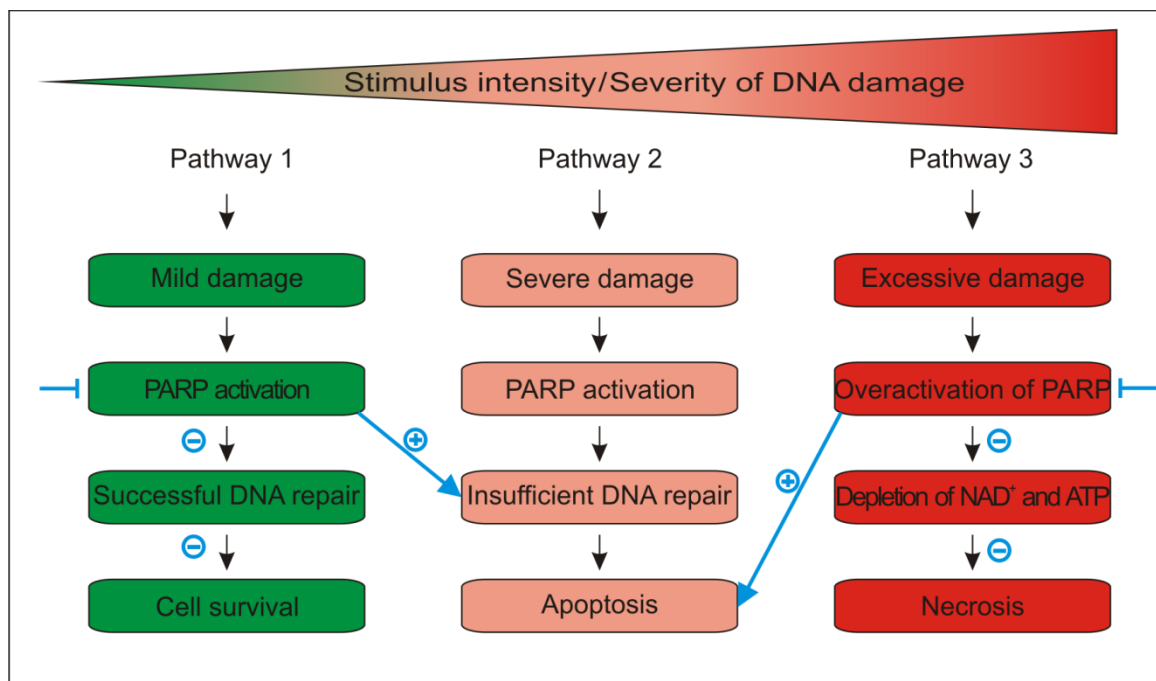 Stimulus intensity/Severity of DNA damage
Pathway 1
Pathway 2
Pathway 3
Mild damage
Severe damage
Excessive damage
PARP activation
PARP activation
Overactivation of PARP
⊖
⊕
⊖
Successful DNA repair
Insufficient DNA repair
⊕
Depletion of NAD⁺ and ATP
⊖
⊖
Cell survival
Apoptosis
Necrosis